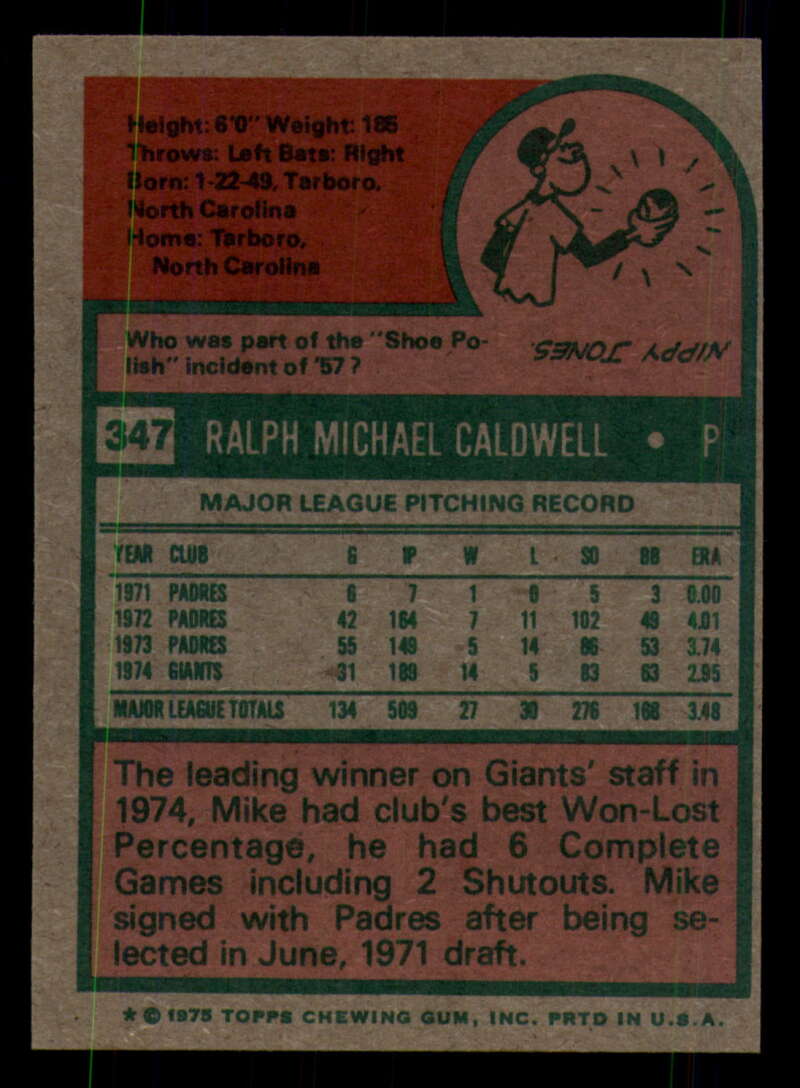 Height: 6'0" Weight: 185
Throws: Left Bats: Right
Born: 1-22-49, Tarboro,
North Carolina
Home: Tarboro,
North Carolina
Who was part of the "Shoe Po-
lish" incident of '57?
NIPPY JONES.
347 RALPH MICHAEL CALDWELL • P
MAJOR LEAGUE PITCHING RECORD
YEAR CLUB G IP W L SO BB ERA
1971 PADRES 6 7 1 0 5 3 0.00
1972 PADRES 42 164 7 11 102 49 4.01
1973 PADRES 55 149 5 14 86 53 3.74
1974 GIANTS 31 189 14 5 83 63 2.95
MAJOR LEAGUE TOTALS 134 509 27 30 276 168 3.48
The leading winner on Giants' staff in
1974, Mike had club's best Won-Lost
Percentage, he had 6 Complete
Games including 2 Shutouts. Mike
signed with Padres after being se-
lected in June, 1971 draft.
* © 1975 TOPPS CHEWING GUM, INC. PRTD IN U.S.A.